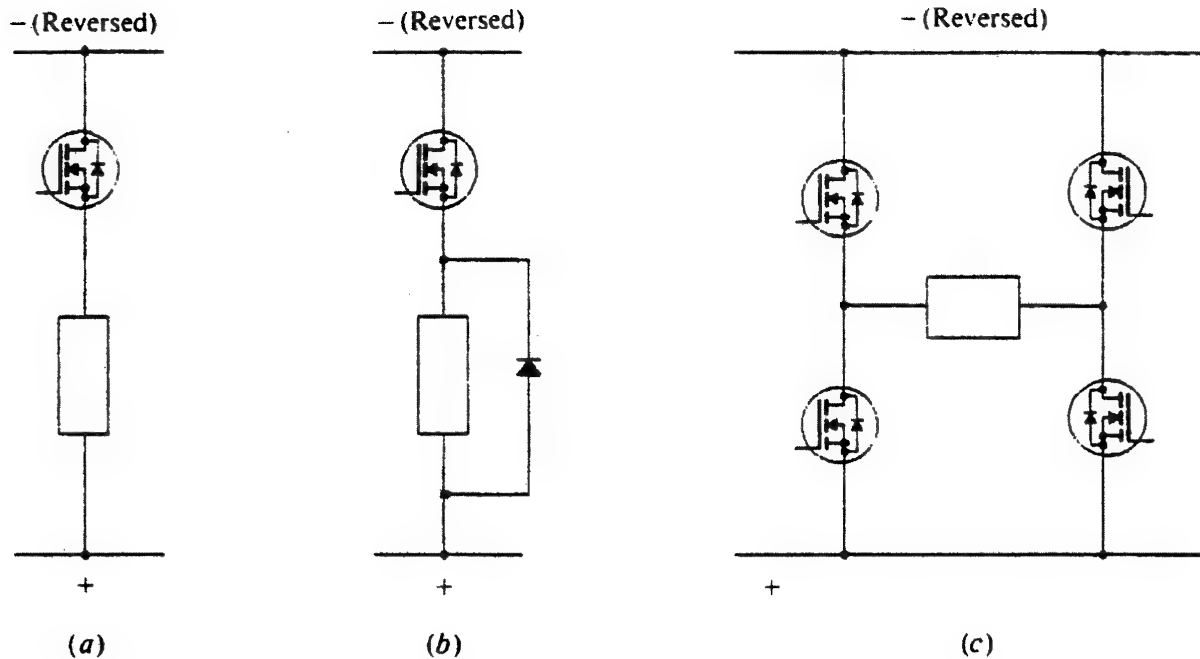 – (Reversed)
– (Reversed)
– (Reversed)
+
+
+
(a)
(b)
(c)